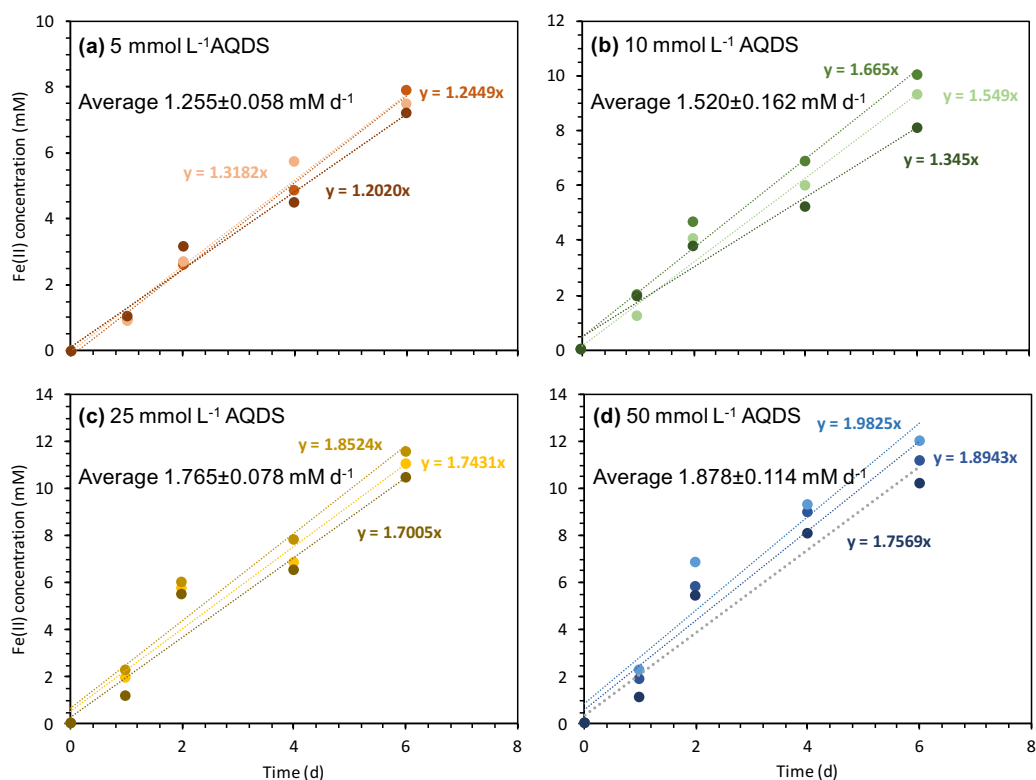 (a) 5 mmol L⁻¹AQDS
Average 1.255±0.058 mM d⁻¹
y = 1.2449x
y = 1.3182x
y = 1.2020x
Fe(II) concentration (mM)
10
8
6
4
2
0
0 2 4 6 8
(b) 10 mmol L⁻¹ AQDS
y = 1.665x
Average 1.520±0.162 mM d⁻¹
y = 1.549x
y = 1.345x
12
10
8
6
4
2
0
0 2 4 6 8
(c) 25 mmol L⁻¹ AQDS
y = 1.8524x
y = 1.7431x
Average 1.765±0.078 mM d⁻¹
y = 1.7005x
Fe(II) concentration (mM)
14
12
10
8
6
4
2
0
0 2 4 6 8
Time (d)
(d) 50 mmol L⁻¹ AQDS
y = 1.9825x
y = 1.8943x
Average 1.878±0.114 mM d⁻¹
y = 1.7569x
14
12
10
8
6
4
2
0
0 2 4 6 8
Time (d)